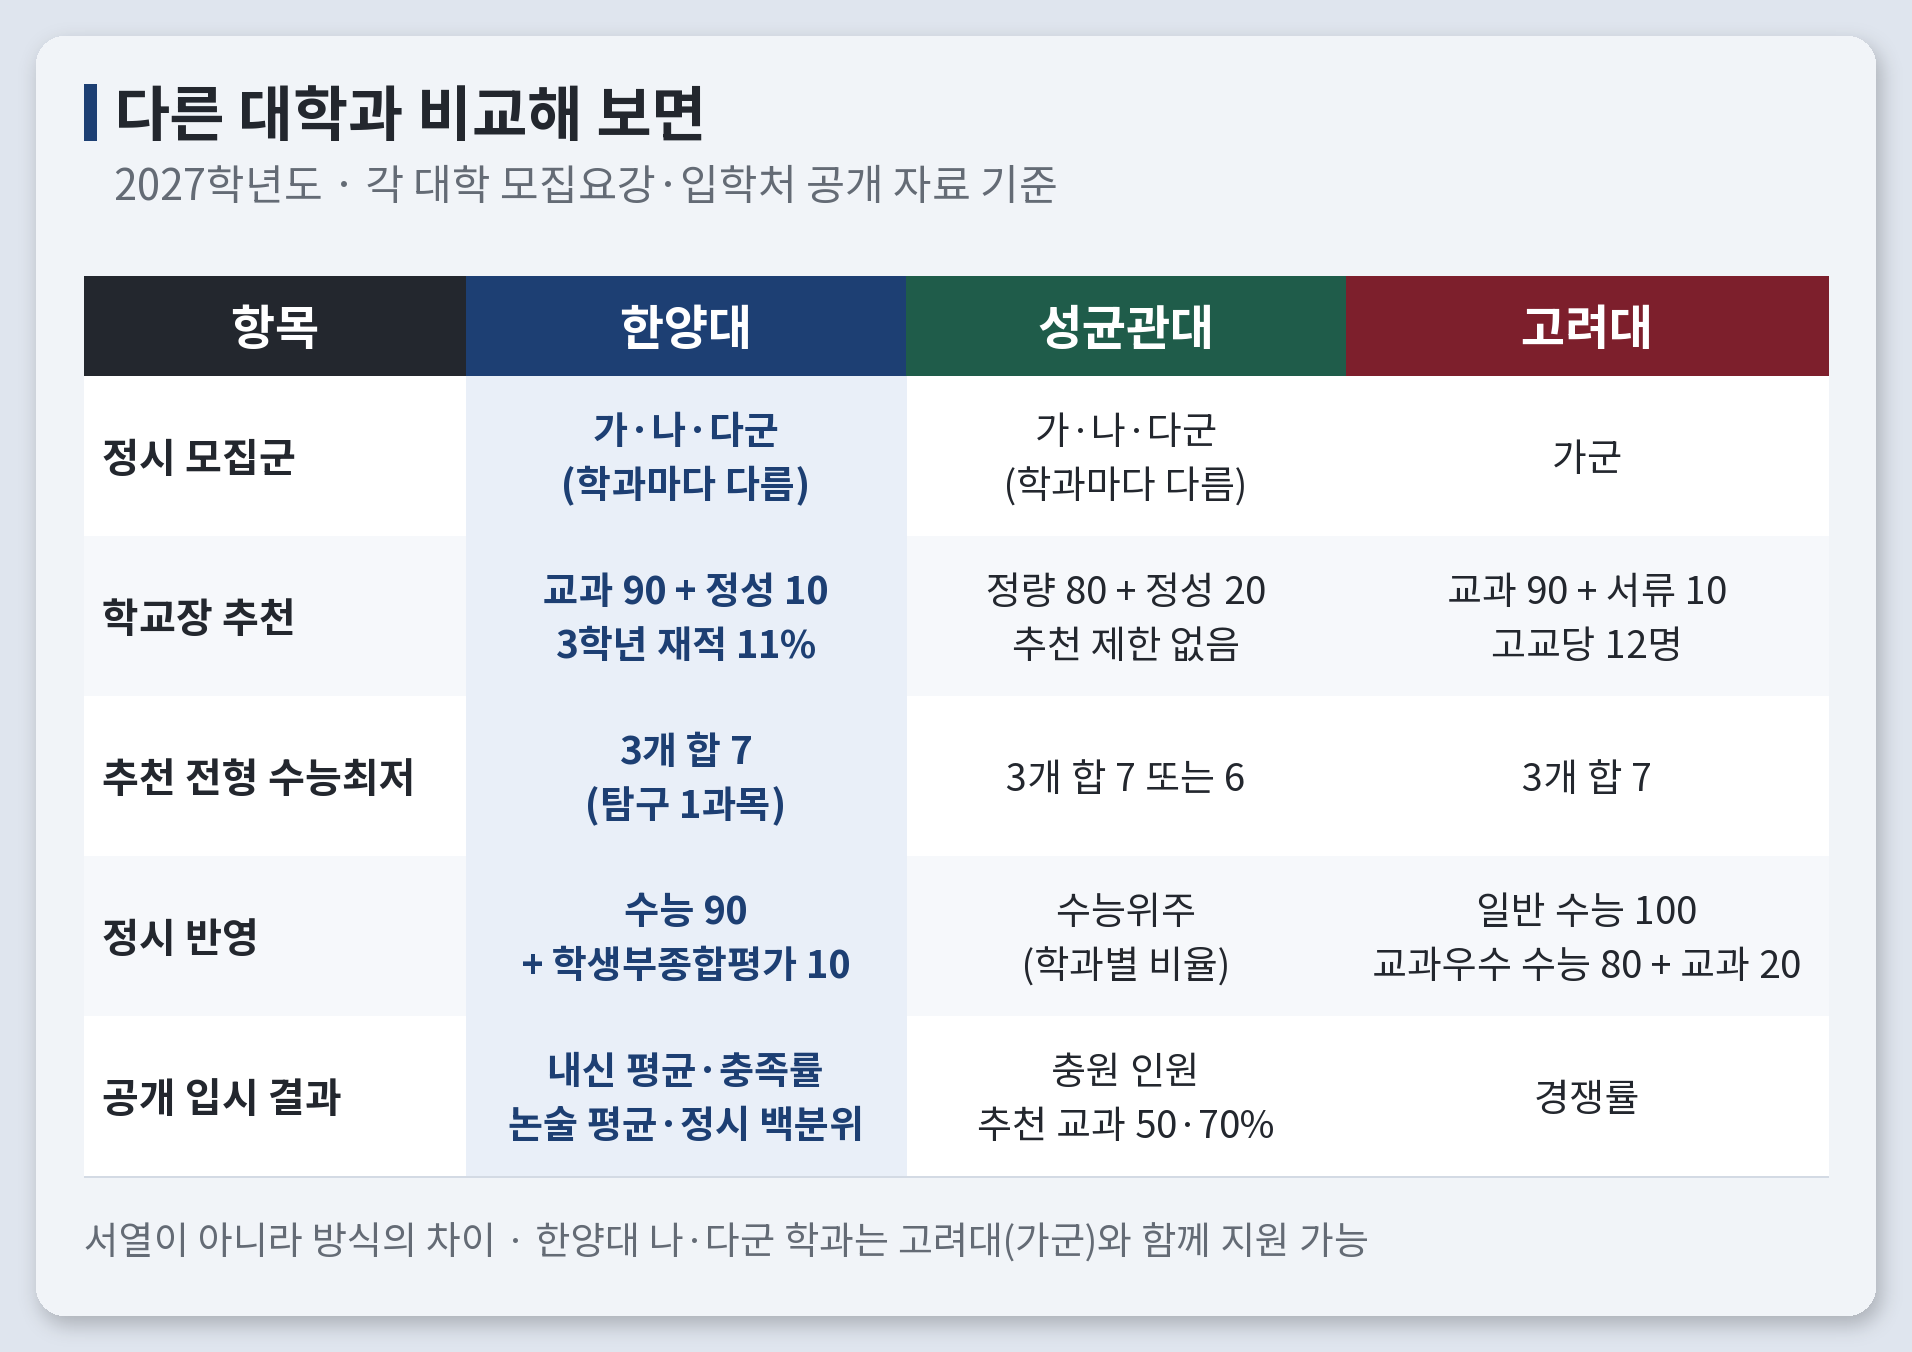 다른 대학과 비교해 보면
2027학년도 · 각 대학 모집요강·입학처 공개 자료 기준
항목 한양대 성균관대 고려대
정시 모집군
가·나·다군
(학과마다 다름)
가·나·다군
(학과마다 다름)
가군
학교장 추천
교과 90 + 정성 10
3학년 재적 11%
정량 80 + 정성 20
추천 제한 없음
교과 90 + 서류 10
고교당 12명
추천 전형 수능최저
3개 합 7
(탐구 1과목)
3개 합 7 또는 6
3개 합 7
정시 반영
수능 90
+ 학생부종합평가 10
수능위주
(학과별 비율)
일반 수능 100
교과우수 수능 80 + 교과 20
공개 입시 결과
내신 평균·충족률
논술 평균·정시 백분위
충원 인원
추천 교과 50·70%
경쟁률
서열이 아니라 방식의 차이 · 한양대 나·다군 학과는 고려대(가군)와 함께 지원 가능